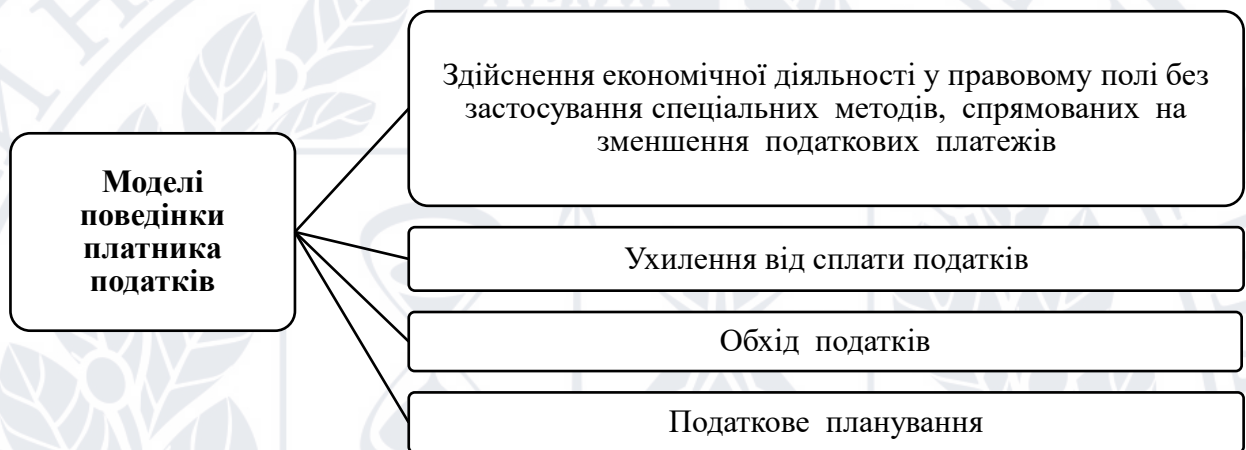 Здійснення економічної діяльності у правовому полі без
застосування спеціальних методів, спрямованих на
зменшення податкових платежів
Моделі
поведінки
платника
податків
Ухилення від сплати податків
Обхід податків
Податкове планування